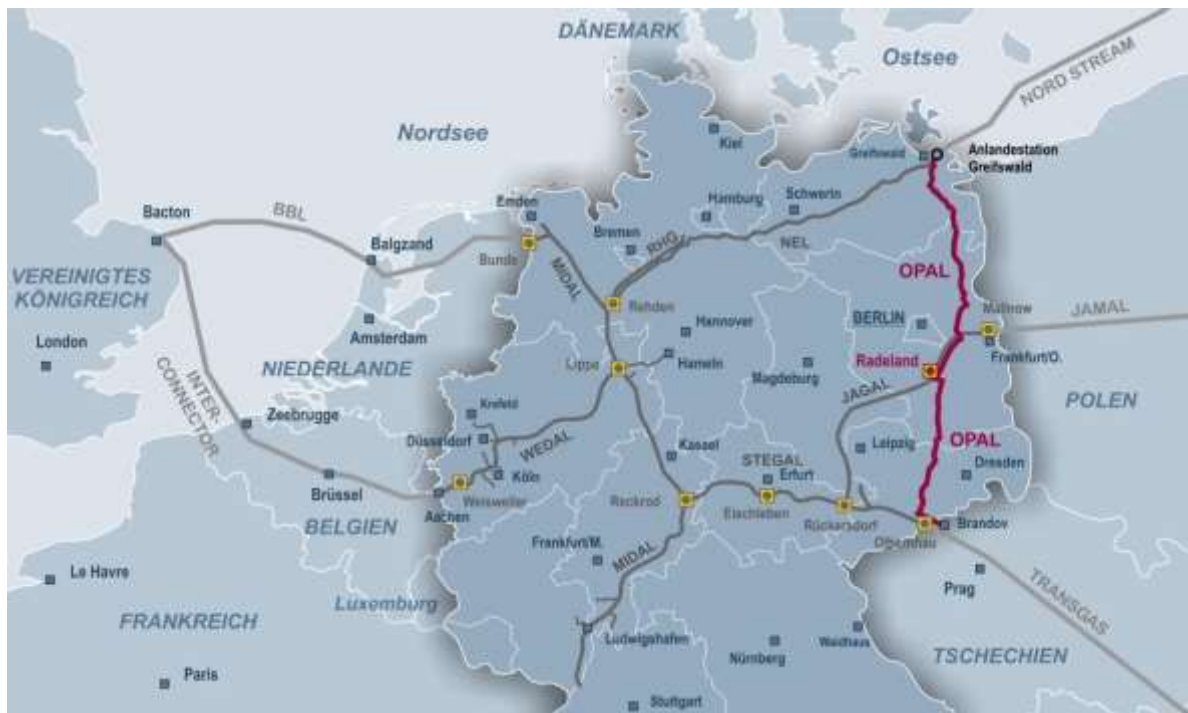 DÄNEMARK
Ostsee
NORD STREAM
Nordsee
Kiel
Greifswald
Anlandestation
Greifswald
Emden
Hamburg
Schwerin
Bacton
BBL
Balgzand
Bunde
Bremen
RHG
NEL
MIDAL
OPAL
VEREINIGTES
KÖNIGREICH
Rehden
Mallnow
JAMAL
Amsterdam
Hannover
BERLIN
London
Frankfurt/O.
NIEDERLANDE
Lippe
Hameln
Magdeburg
Radeland
INTER-
CONNECTOR
JAGAL
POLEN
Zeebrugge
Krefeld
Düsseldorf
WEDAL
Kassel
Leipzig
OPAL
STEGAL
Dresden
Brüssel
Köln
Erfurt
Aachen
Weisweiler
Reckrod
Eischleben
Rückersdorf
Brandov
BELGIEN
Olbernhau
Frankfurt/M.
MIDAL
Le Havre
Prag
TRANSGAS
Luxemburg
FRANKREICH
Ludwigshafen
Waidhaus
Nürnberg
TSCHECHIEN
Paris
Stuttgart